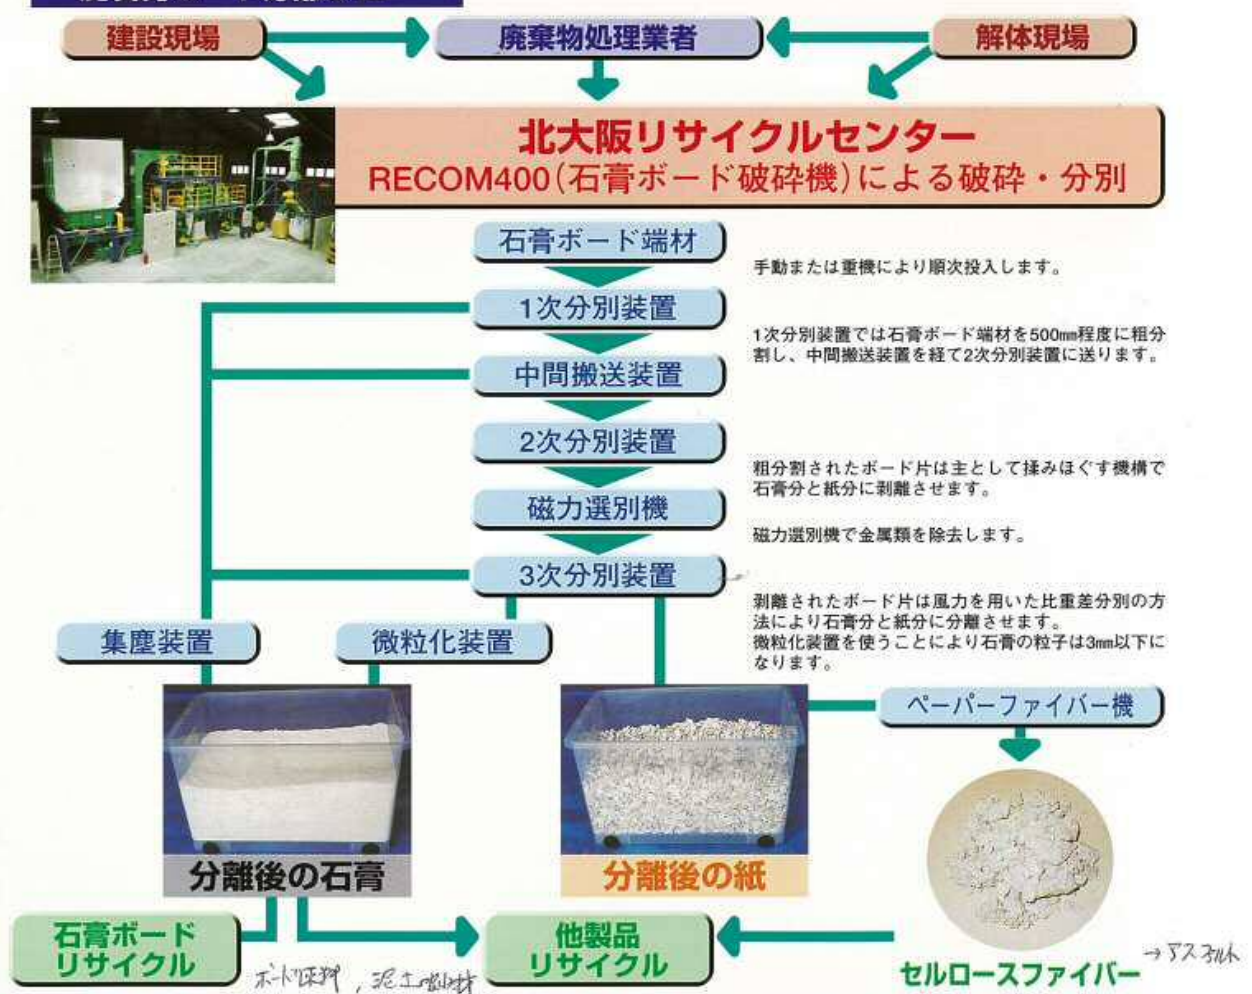 建設現場
廃棄物処理業者
解体現場
北大阪リサイクルセンター
RECOM400(石膏ボード破砕機)による破砕・分別
石膏ボード端材
手動または重機により順次投入します。
1次分別装置
1次分別装置では石膏ボード端材を500㎜程度に粗分
割し、中間搬送装置を経て2次分別装置に送ります。
中間搬送装置
2次分別装置
粗分割されたボード片は主として揉みほぐす機構で
石膏分と紙分に剥離させます。
磁力選別機
磁力選別機で金属類を除去します。
3次分別装置
剥離されたボード片は風力を用いた比重差分別の方
法により石膏分と紙分に分離させます。
微粒化装置を使うことにより石膏の粒子は3㎜以下に
なります。
集塵装置
微粒化装置
ペーパーファイバー機
分離後の石膏
分離後の紙
石膏ボード
リサイクル
他製品
リサイクル
セルロースファイバー